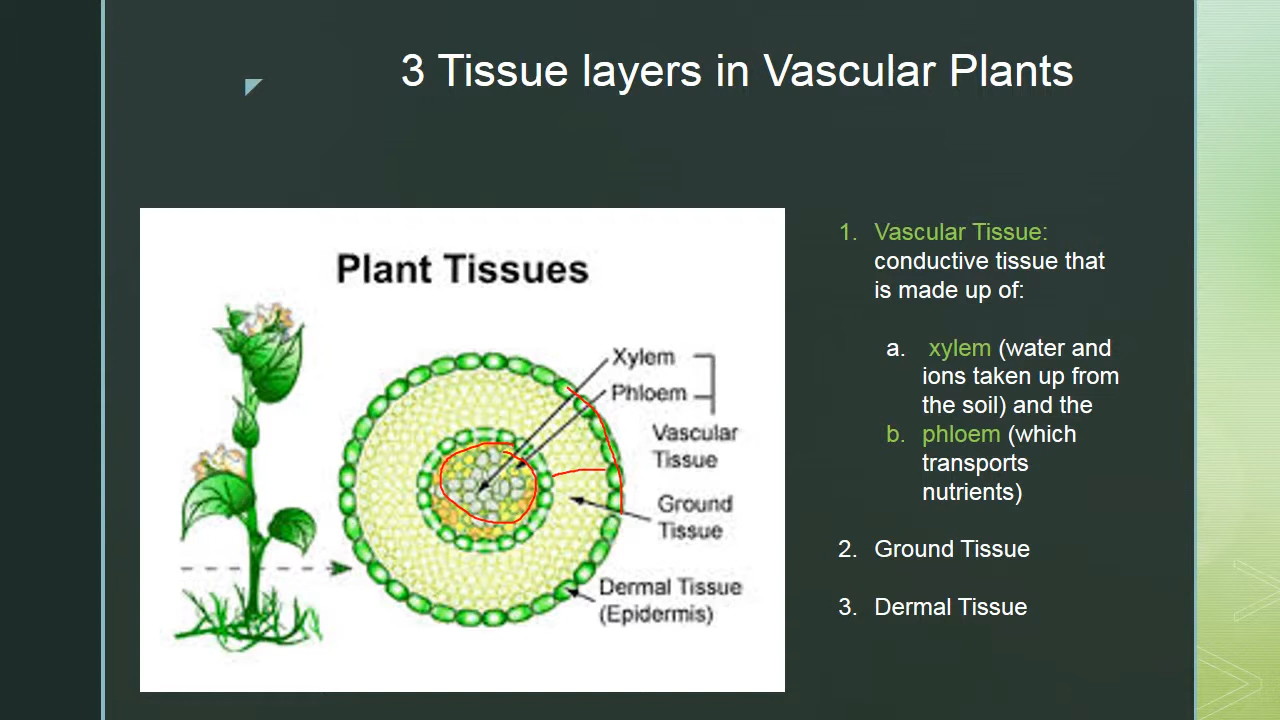 3 Tissue layers in Vascular Plants
Plant Tissues
Xylem
Phloem
Vascular
Tissue
Ground
Tissue
Dermal Tissue
(Epidermis)
1. Vascular Tissue:
conductive tissue that
is made up of:
a. xylem (water and
ions taken up from
the soil) and the
b. phloem (which
transports
nutrients)
2. Ground Tissue
3. Dermal Tissue